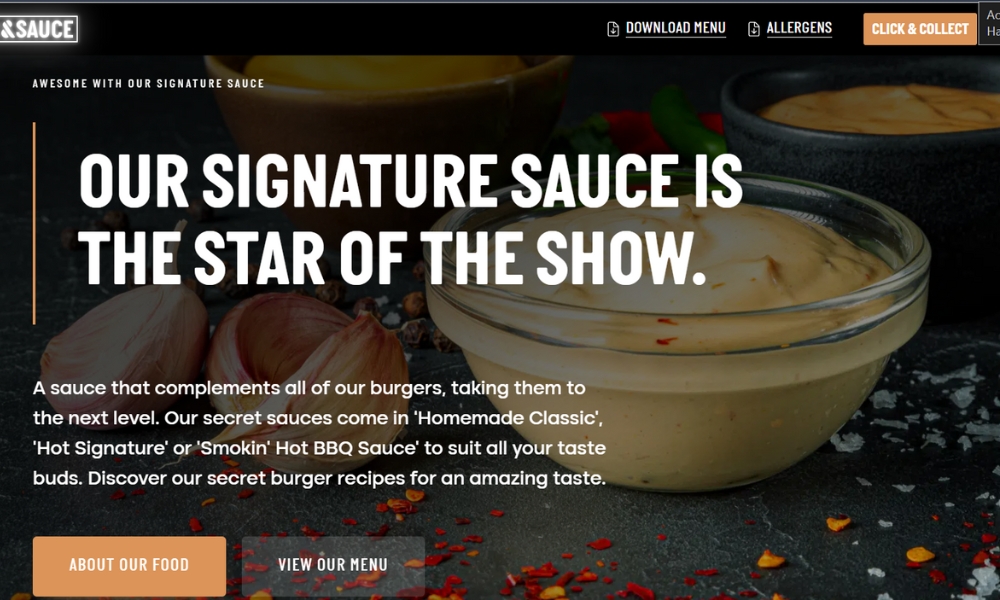 &SAUCE
DOWNLOAD MENU
ALLERGENS
CLICK & COLLECT
AWESOME WITH OUR SIGNATURE SAUCE
OUR SIGNATURE SAUCE IS
THE STAR OF THE SHOW.
A sauce that complements all of our burgers, taking them to
the next level. Our secret sauces come in 'Homemade Classic',
'Hot Signature' or 'Smokin' Hot BBQ Sauce' to suit all your taste
buds. Discover our secret burger recipes for an amazing taste.
ABOUT OUR FOOD
VIEW OUR MENU